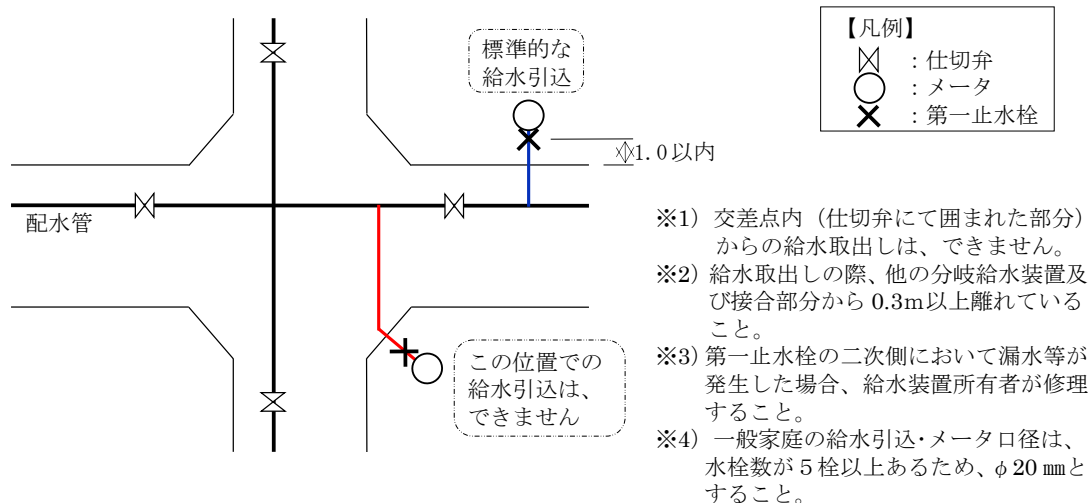 標準的な
給水引込
1.0以内
配水管
この位置での
給水引込は、
できません
【凡例】
：仕切弁
：メータ
：第一止水栓
※1）交差点内（仕切弁にて囲まれた部分）
からの給水取出しは、できません。
※2）給水取出しの際、他の分岐給水装置及
び接合部分から 0.3ｍ以上離れている
こと。
※3）第一止水栓の二次側において漏水等が
発生した場合、給水装置所有者が修理
すること。
※4）一般家庭の給水引込･メータ口径は、
水栓数が 5 栓以上あるため、φ20 ㎜と
すること。